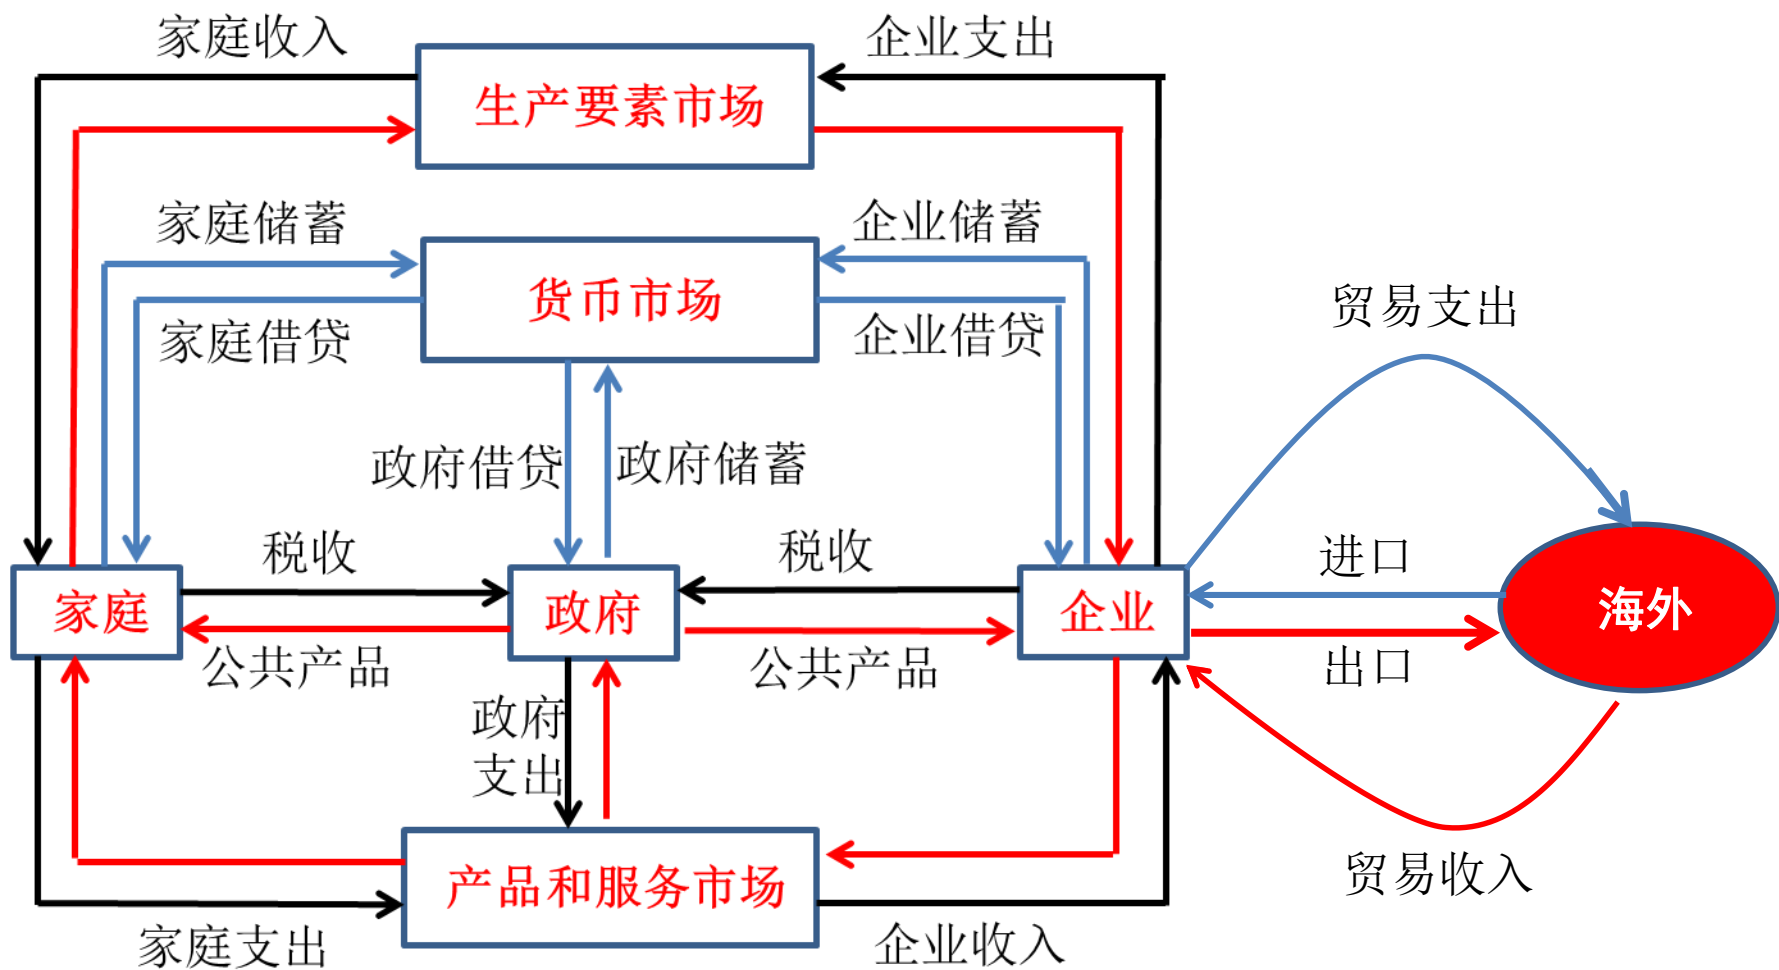 家庭收入
企业支出
生产要素市场
家庭储蓄
企业储蓄
货币市场
家庭借贷
企业借贷
贸易支出
政府借贷
政府储蓄
税收
税收
进口
家庭
政府
企业
海外
公共产品
公共产品
出口
政府
支出
贸易收入
产品和服务市场
家庭支出
企业收入